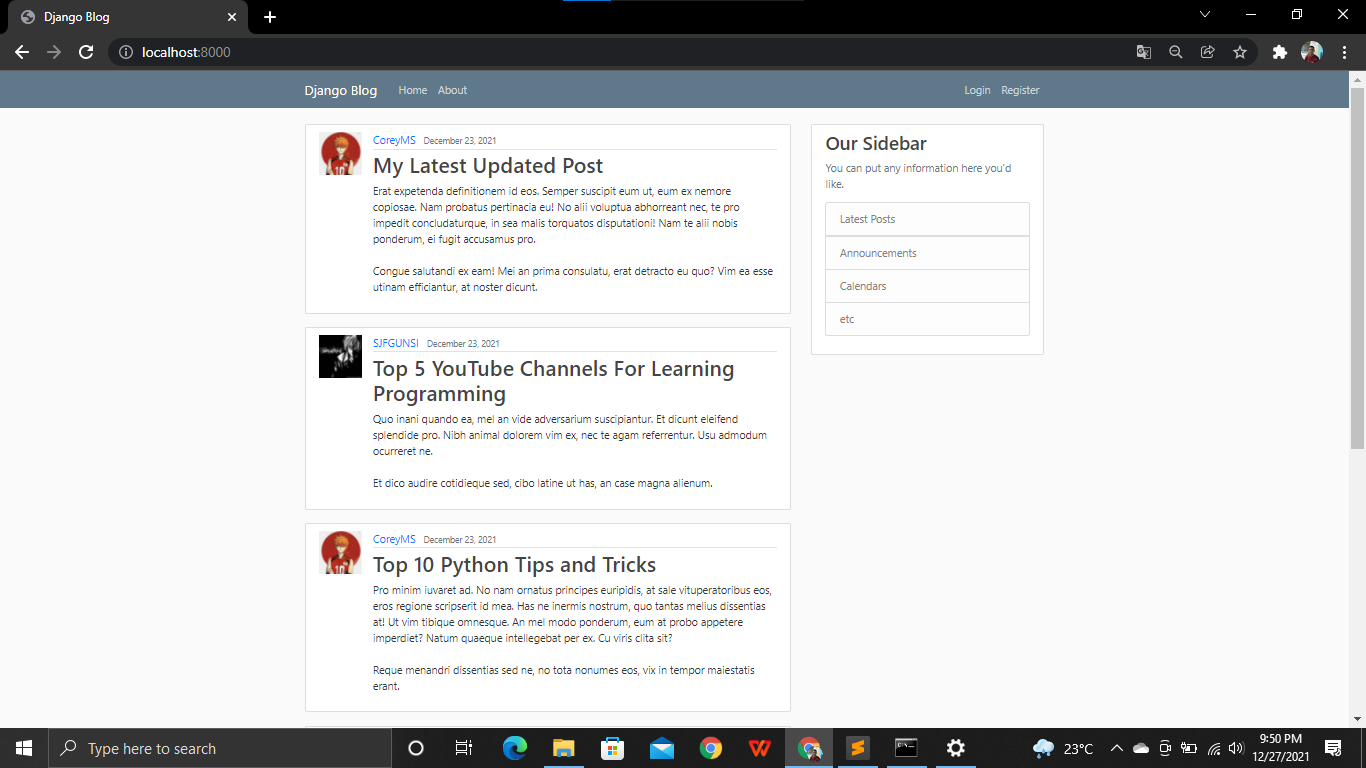 Django Blog
localhost:8000
Django Blog Home About Login Register
CoreyMS December 23, 2021
My Latest Updated Post
Erat expetenda definitionem id eos. Semper suscipit eum ut, eum ex nemore
copiosae. Nam probatus pertinacia eu! No alii voluptua abhorreant nec, te pro
impedit concludaturque, in sea malis torquatos disputationi! Nam te alii nobis
ponderum, ei fugit accusamus pro.
Congue salutandi ex eam! Mei an prima consulatu, erat detracto eu quo? Vim ea esse
utinam efficiantur, at noster dicunt.
SJFGUNSI December 23, 2021
Top 5 YouTube Channels For Learning
Programming
Quo inani quando ea, mel an vide adversarium suscipiantur. Et dicunt eleifend
splendide pro. Nibh animal dolorem vim ex, nec te agam referrentur. Usu admodum
ocurreret ne.
Et dico audire cotidieque sed, cibo latine ut has, an case magna alienum.
CoreyMS December 23, 2021
Top 10 Python Tips and Tricks
Pro minim iuvaret ad. No nam ornatus principes euripidis, at sale vituperatoribus eos,
eros regione scripserit id mea. Has ne inermis nostrum, quo tantas melius dissentias
at! Ut vim tibique omnesque. An mel modo ponderum, eum at probo appetere
imperdiet? Natum quaeque intellegebat per ex. Cu viris clita sit?
Reque menandri dissentias sed ne, no tota nonumes eos, vix in tempor maiestatis
erant.
Our Sidebar
You can put any information here you'd
like.
Latest Posts
Announcements
Calendars
etc
Type here to search
23°C
9:50 PM
12/27/2021